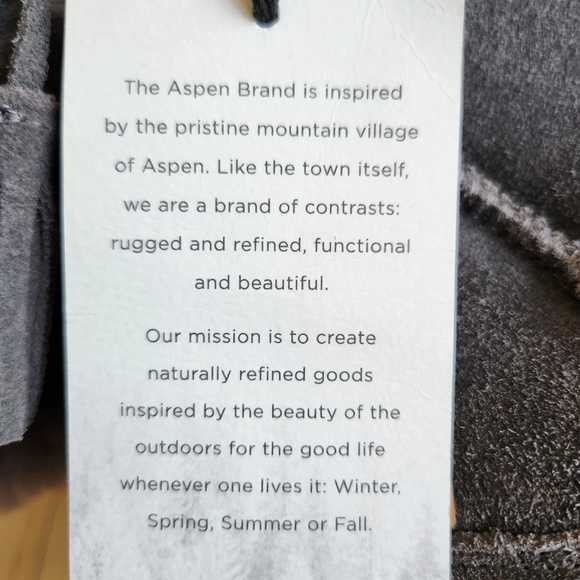 The Aspen Brand is inspired
by the pristine mountain village
of Aspen. Like the town itself,
we are a brand of contrasts:
rugged and refined, functional
and beautiful.
Our mission is to create
naturally refined goods
inspired by the beauty of the
outdoors for the good life
whenever one lives it: Winter,
Spring, Summer or Fall.